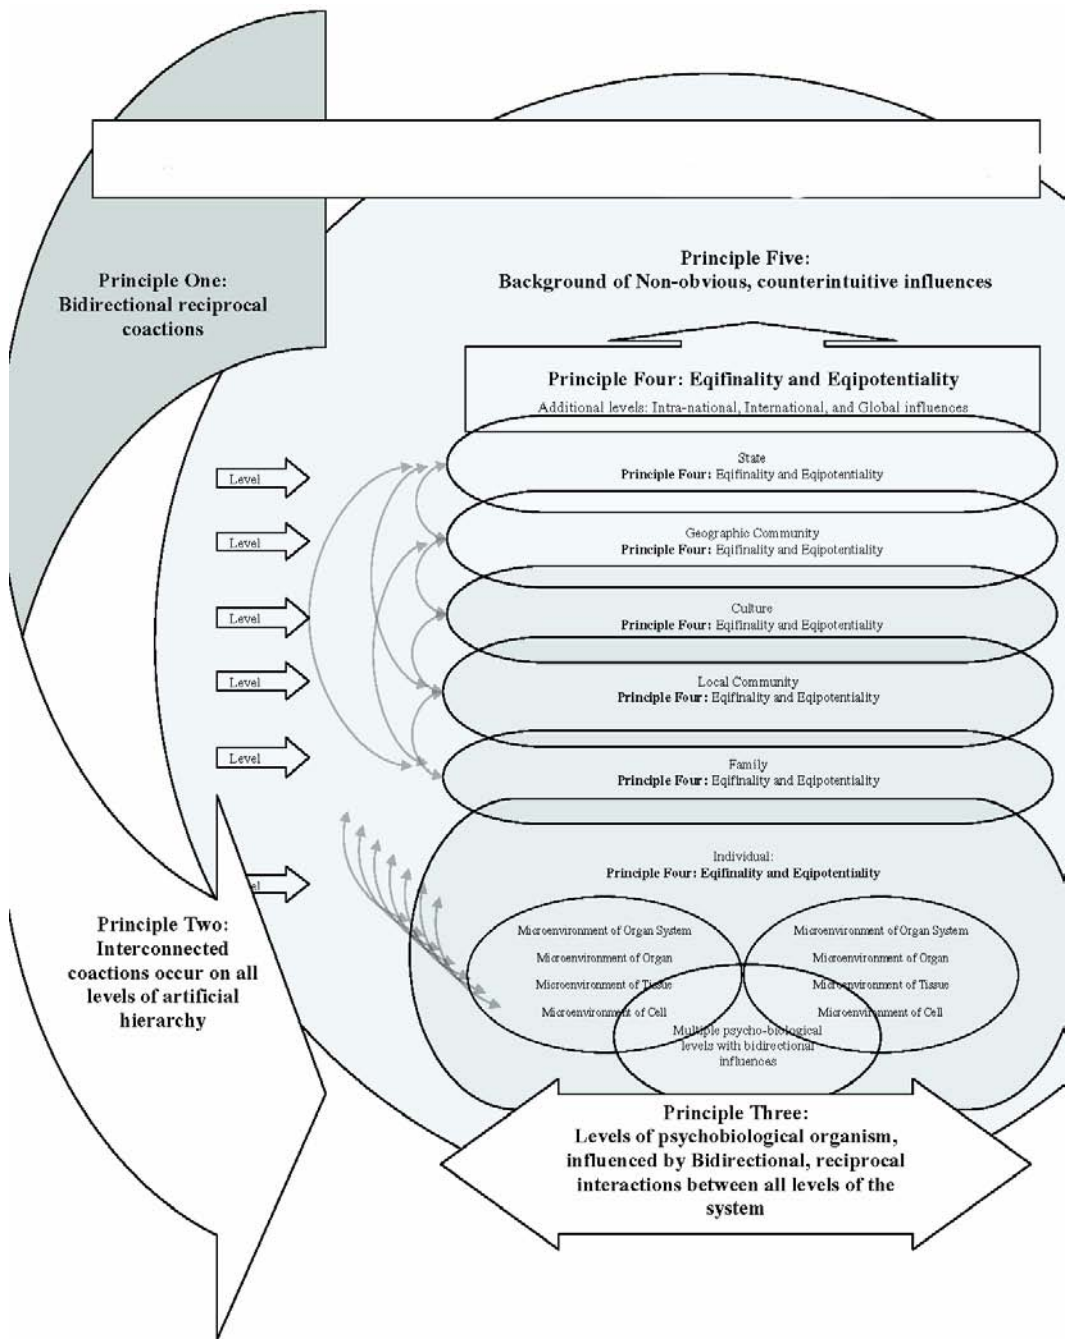 Principle One:
Bidirectional reciprocal
coactions
Principle Five:
Background of Non-obvious, counterintuitive influences
Principle Four: Eqifinality and Eqipotentiality
Additional levels: Intra-national, International, and Global influences
Level
State
Principle Four: Eqifinality and Eqipotentiality
Level
Geographic Community
Principle Four: Eqifinality and Eqipotentiality
Level
Culture
Principle Four: Eqifinality and Eqipotentiality
Level
Local Community
Principle Four: Eqifinality and Eqipotentiality
Level
Family
Principle Four: Eqifinality and Eqipotentiality
Individual:
Principle Four: Eqifinality and Eqipotentiality
Principle Two:
Interconnected
coactions occur on all
levels of artificial
hierarchy
Microenvironment of Organ System
Microenvironment of Organ
Microenvironment of Tissue
Microenvironment of Cell
Microenvironment of Organ System
Microenvironment of Organ
Microenvironment of Tissue
Microenvironment of Cell
Multiple psycho-biological
levels with bidirectional
influences
Principle Three:
Levels of psychobiological organism,
influenced by Bidirectional, reciprocal
interactions between all levels of the
system